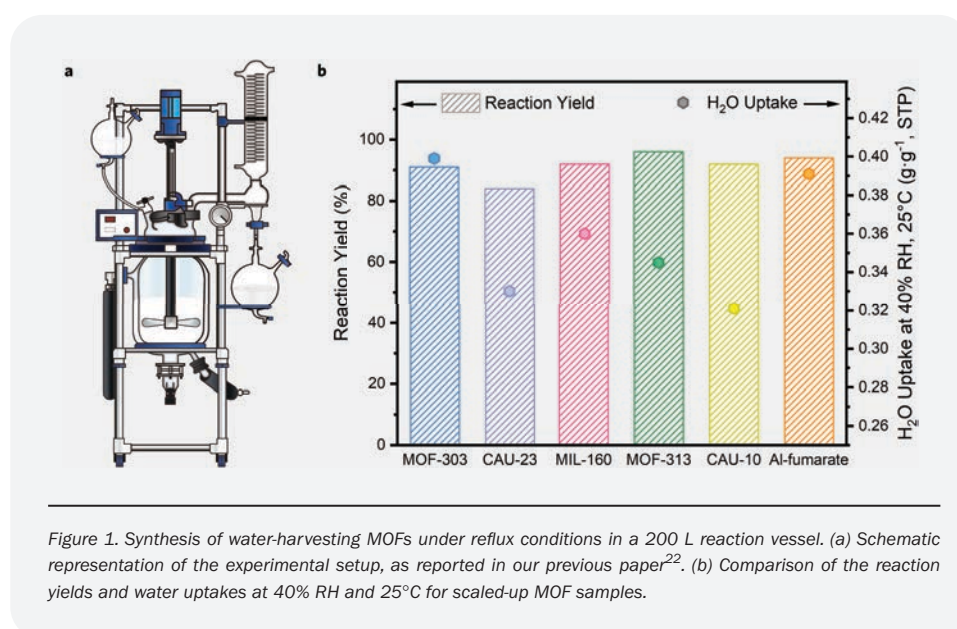 a
b
Reaction Yield
H₂O Uptake
Reaction Yield (%)
100
80
60
40
20
0
MOF-303 CAU-23 MIL-160 MOF-313 CAU-10 Al-fumarate
0.42
0.40
0.38
0.36
0.34
0.32
0.30
0.28
0.26
H₂O Uptake at 40% RH, 25°C (g·g⁻¹, STP)
Figure 1. Synthesis of water-harvesting MOFs under reflux conditions in a 200 L reaction vessel. (a) Schematic
representation of the experimental setup, as reported in our previous paper²². (b) Comparison of the reaction
yields and water uptakes at 40% RH and 25°C for scaled-up MOF samples.